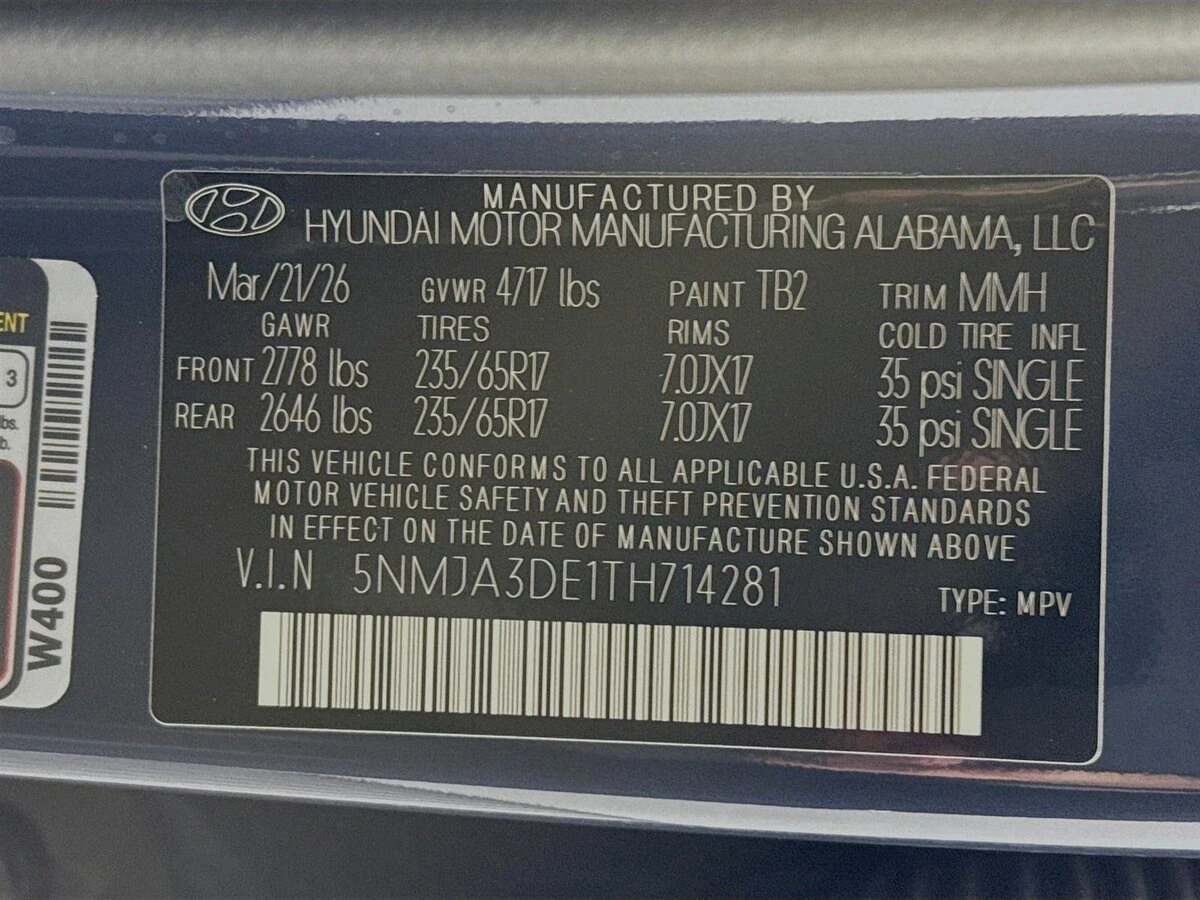 MANUFACTURED BY
HYUNDAI MOTOR MANUFACTURING ALABAMA, LLC
Mar/21/26 GVWR 4717 lbs PAINT TB2 TRIM MMH
GAWR TIRES RIMS COLD TIRE INFL
FRONT 2778 lbs 235/65R17 7.0JX17 35 psi SINGLE
REAR 2646 lbs 235/65R17 7.0JX17 35 psi SINGLE
THIS VEHICLE CONFORMS TO ALL APPLICABLE U.S.A. FEDERAL
MOTOR VEHICLE SAFETY AND THEFT PREVENTION STANDARDS
IN EFFECT ON THE DATE OF MANUFACTURE SHOWN ABOVE
V.I.N 5NMJA3DE1TH714281
TYPE: MPV
3
lbs.
W400